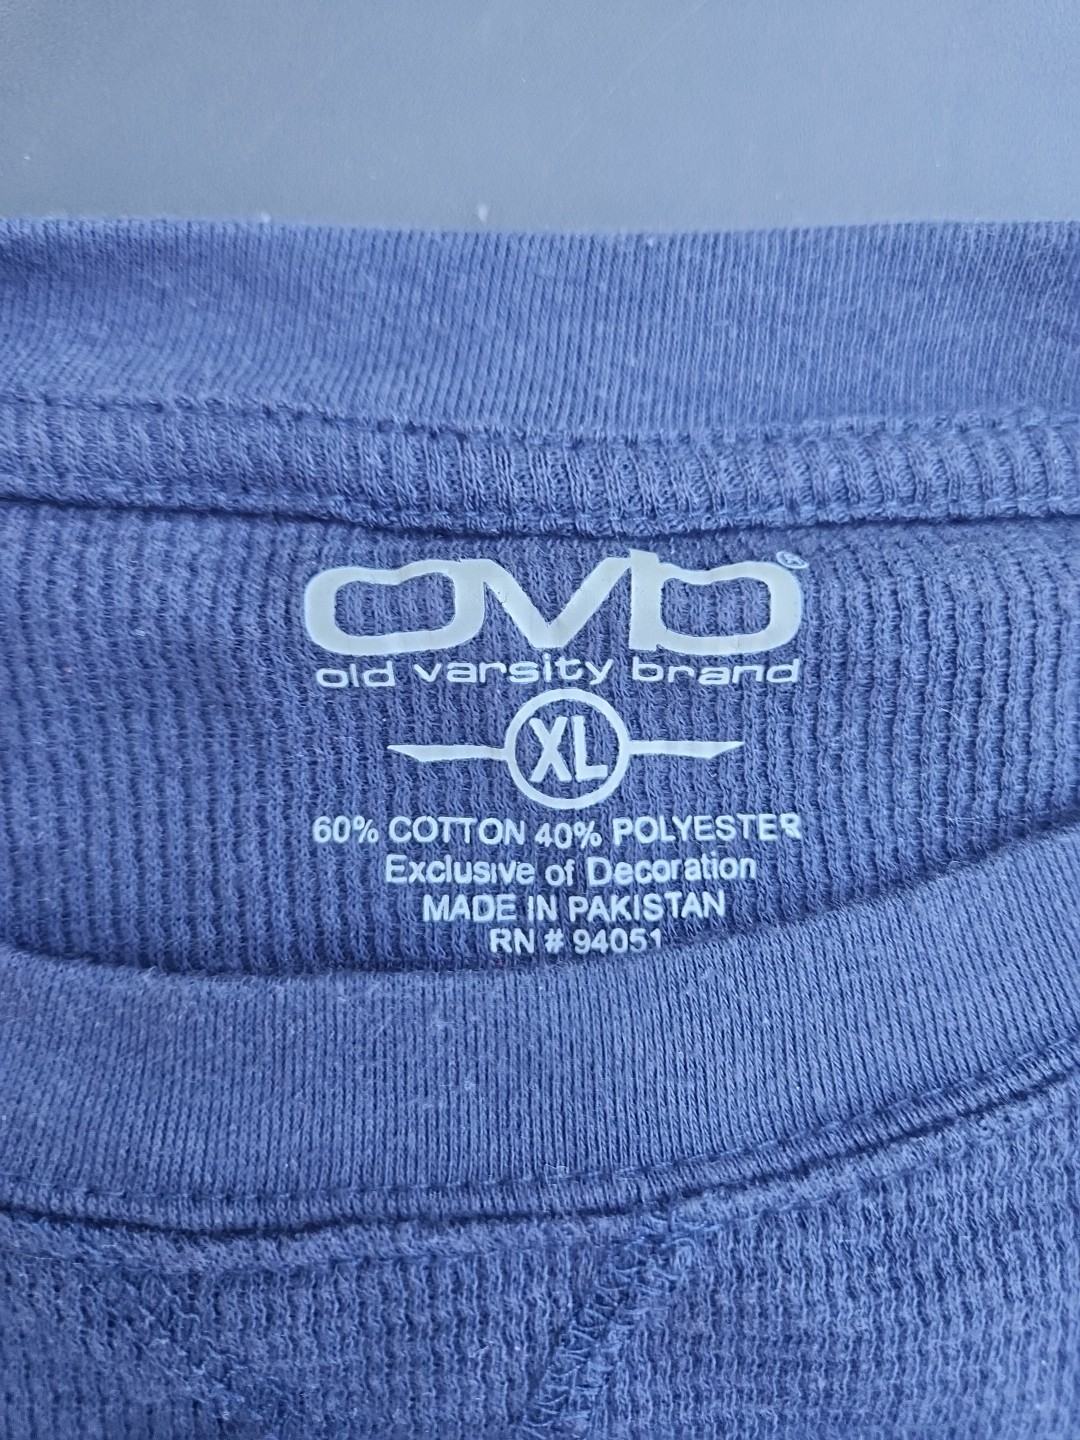 ovb®
old varsity brand
XL
60% COTTON 40% POLYESTER
Exclusive of Decoration
MADE IN PAKISTAN
RN # 94051